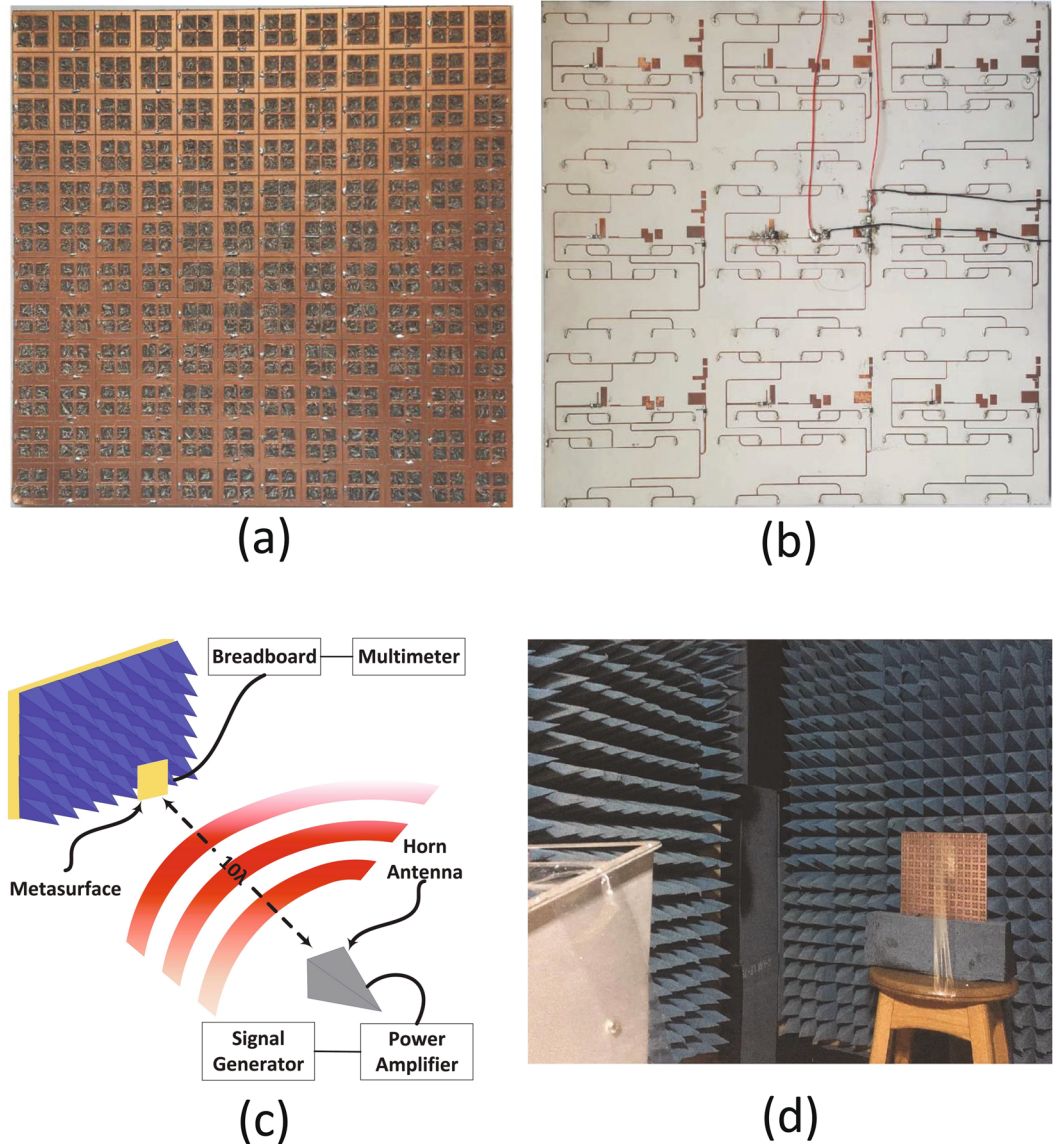 (a)
(b)
Breadboard
Multimeter
10λ
Horn
Antenna
Metasurface
Signal
Generator
Power
Amplifier
(c)
(d)